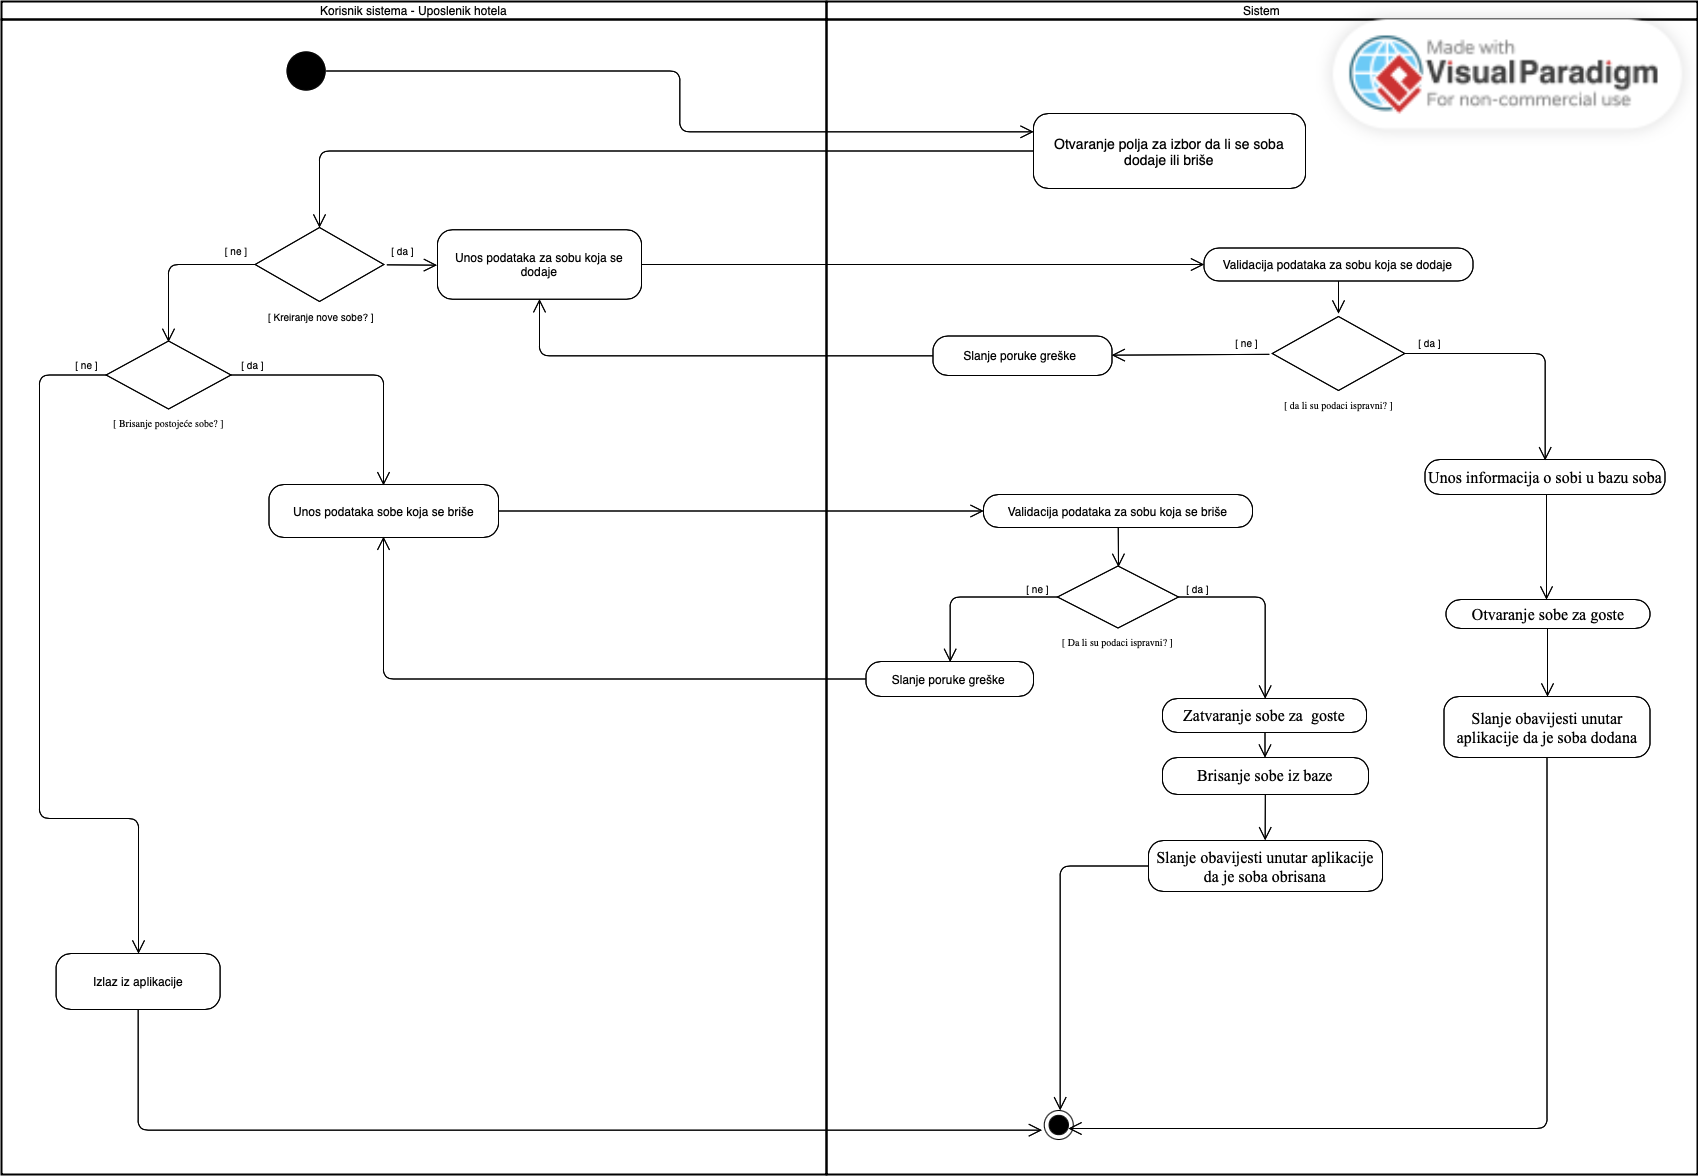 Korisnik sistema - Uposlenik hotela
Sistem
Made with
Visual Paradigm
For non-commercial use
Otvaranje polja za izbor da li se soba
dodaje ili briše
[ ne ]
[ da ]
Unos podataka za sobu koja se
dodaje
Validacija podataka za sobu koja se dodaje
[ Kreiranje nove sobe? ]
[ ne ]
[ da ]
Slanje poruke greške
[ ne ]
[ da ]
[ da li su podaci ispravni? ]
[ Brisanje postojeće sobe? ]
Unos informacija o sobi u bazu soba
Unos podataka sobe koja se briše
Validacija podataka za sobu koja se briše
[ ne ]
[ da ]
Otvaranje sobe za goste
[ Da li su podaci ispravni? ]
Slanje poruke greške
Zatvaranje sobe za  goste
Slanje obavijesti unutar
aplikacije da je soba dodana
Brisanje sobe iz baze
Slanje obavijesti unutar aplikacije
da je soba obrisana
Izlaz iz aplikacije